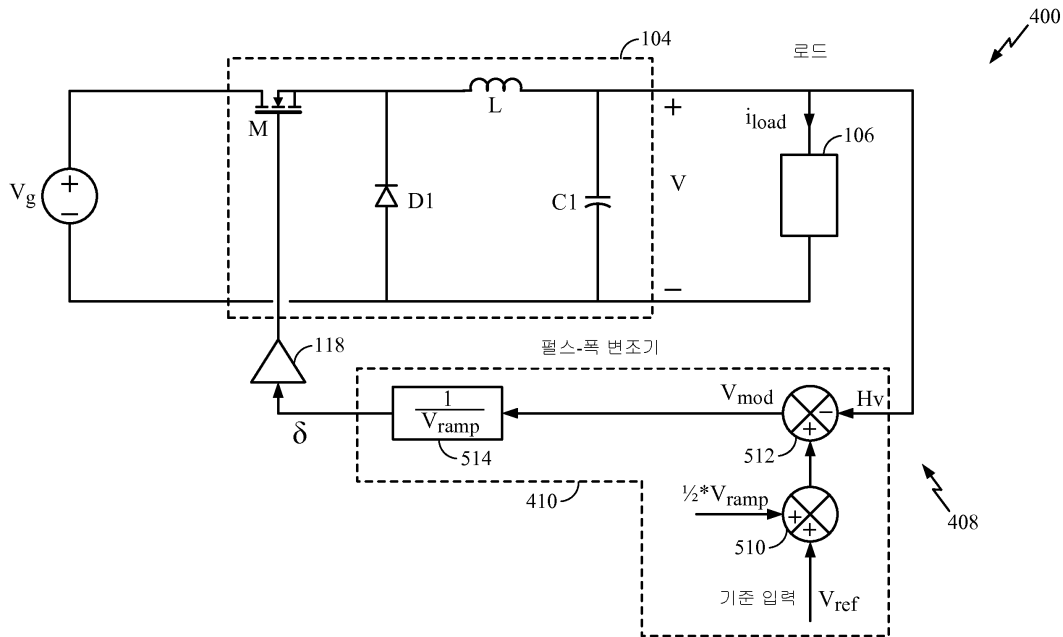 400
104
로드
M
L
+
i_load
106
V_g
+
−
D1
C1
V
−
118
펄스-폭 변조기
δ
1
V_ramp
514
V_mod
−
+
Hv
512
410
½*V_ramp
+
+
510
408
기준 입력
V_ref